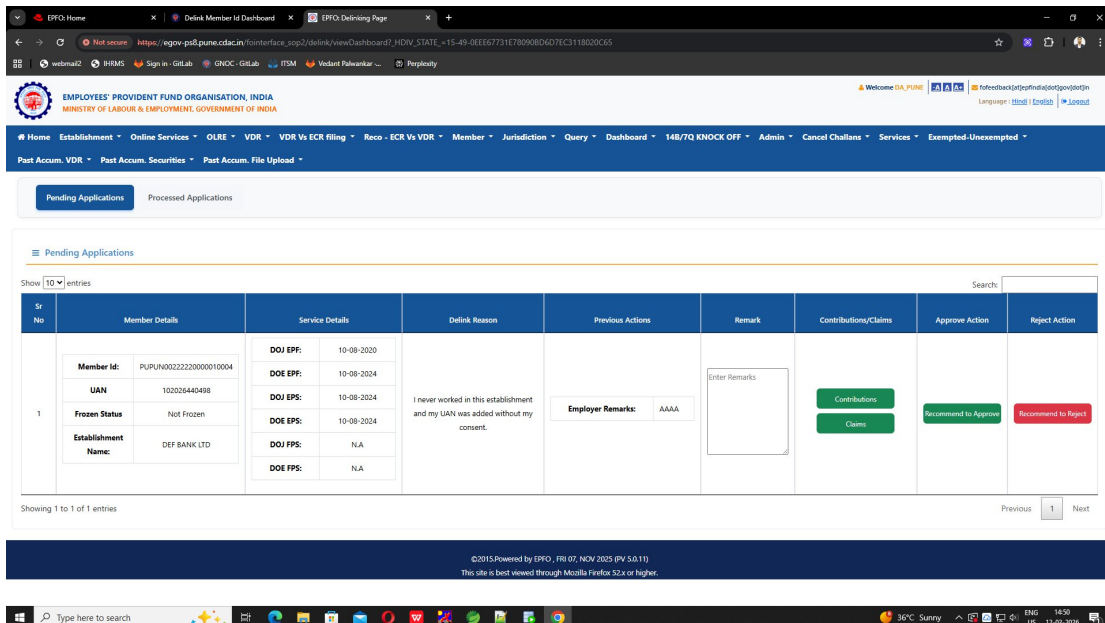 EPFO: Home
Delink Member Id Dashboard
EPFO: Delinking Page
Not secure https://egov-ps8.pune.cdac.in/fointerface_sop2/delink/viewDashboard?_HDIV_STATE_=15-49-0EEE67731E78090BD6D7EC3118020C65
webmail2 IHRMS Sign in · GitLab GNOC - GitLab ITSM Vedant Palwankar -... Perplexity
EMPLOYEES' PROVIDENT FUND ORGANISATION, INDIA
MINISTRY OF LABOUR & EMPLOYMENT. GOVERNMENT OF INDIA
Welcome DA_PUNE -A A A+ fofeedback[at]epfindia[dot]gov[dot]in
Language : Hindi | English Logout
Home Establishment Online Services OLRE VDR VDR Vs ECR filing Reco - ECR Vs VDR Member Jurisdiction Query Dashboard 14B/7Q KNOCK OFF Admin Cancel Challans Services Exempted-Unexempted
Past Accum. VDR Past Accum. Securities Past Accum. File Upload
Pending Applications Processed Applications
Pending Applications
Show 10 entries
Search:
Sr No Member Details Service Details Delink Reason Previous Actions Remark Contributions/Claims Approve Action Reject Action
1
Member Id: PUPUN00222220000010004
UAN 102026440498
Frozen Status Not Frozen
Establishment Name: DEF BANK LTD
DOJ EPF: 10-08-2020
DOE EPF: 10-08-2024
DOJ EPS: 10-08-2024
DOE EPS: 10-08-2024
DOJ FPS: N.A
DOE FPS: N.A
I never worked in this establishment
and my UAN was added without my
consent.
Employer Remarks: AAAA
Enter Remarks
Contributions
Claims
Recommend to Approve
Recommend to Reject
Showing 1 to 1 of 1 entries
Previous 1 Next
©2015.Powered by EPFO , FRI 07, NOV 2025 (PV 5.0.11)
This site is best viewed through Mozilla Firefox 52.x or higher.
Type here to search
36°C Sunny
ENG
US
14:50
12-02-2026